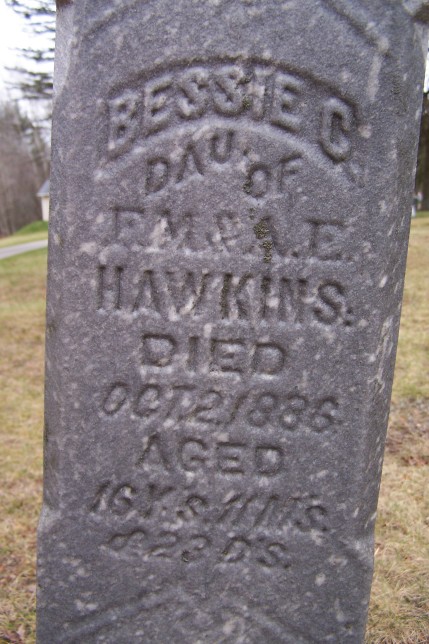 BESSIE C.
DAU. OF
F.M. & A.E.
HAWKINS.
DIED
OCT. 2, 1886
AGED
16 Y's. 11 M's.
& 23 D's.